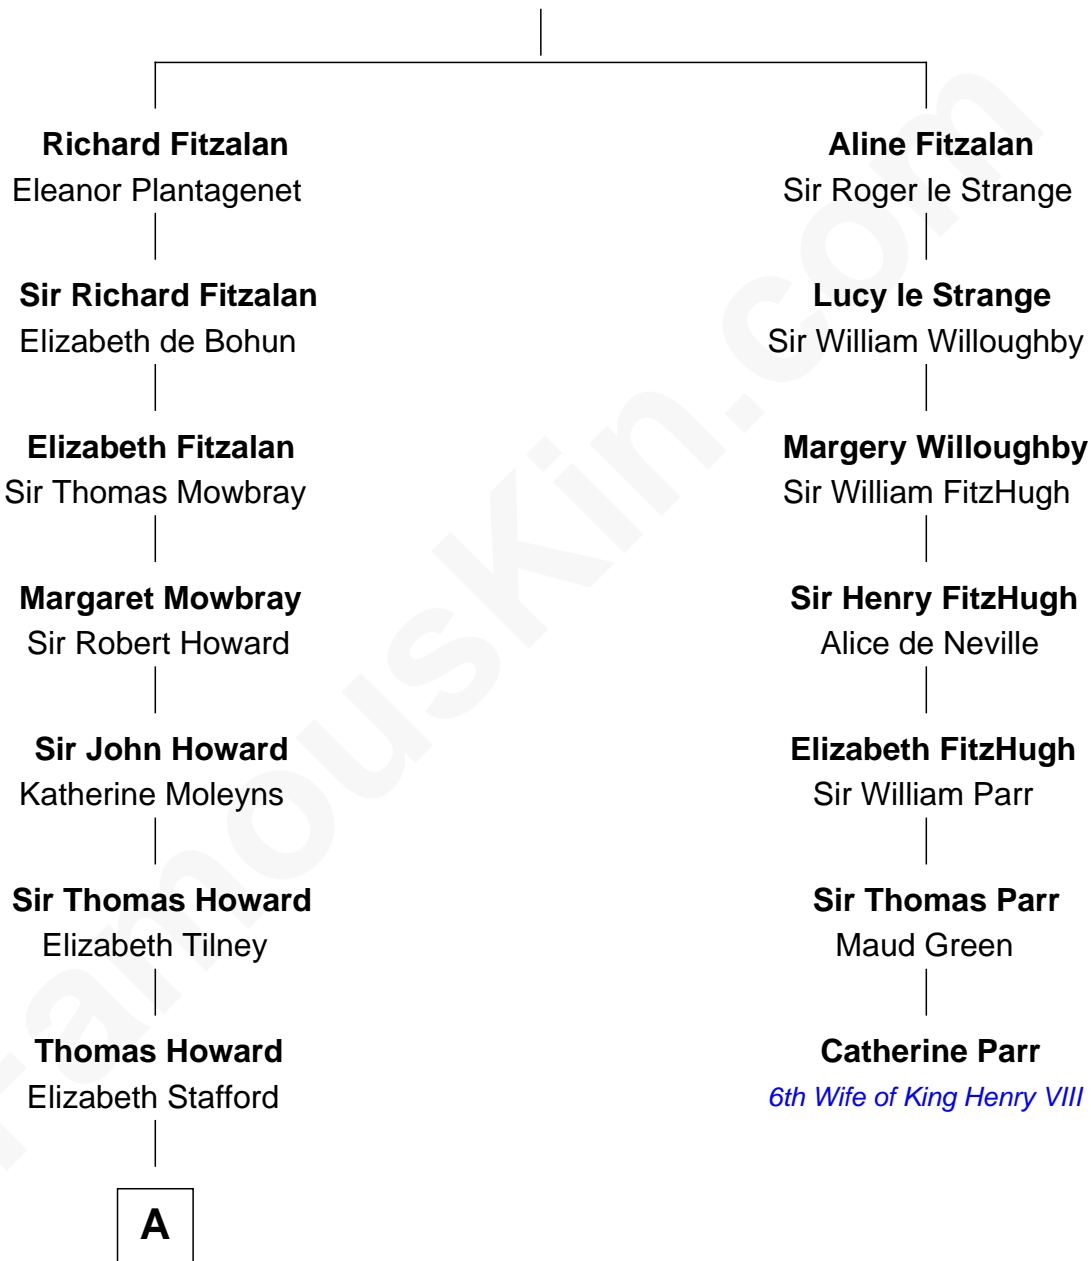 Richard Fitzalan
Eleanor Plantagenet
Sir Richard Fitzalan
Elizabeth de Bohun
Elizabeth Fitzalan
Sir Thomas Mowbray
Margaret Mowbray
Sir Robert Howard
Sir John Howard
Katherine Moleyns
Sir Thomas Howard
Elizabeth Tilney
Thomas Howard
Elizabeth Stafford
A
Aline Fitzalan
Sir Roger le Strange
Lucy le Strange
Sir William Willoughby
Margery Willoughby
Sir William FitzHugh
Sir Henry FitzHugh
Alice de Neville
Elizabeth FitzHugh
Sir William Parr
Sir Thomas Parr
Maud Green
Catherine Parr
6th Wife of King Henry VIII
FamousKin.com